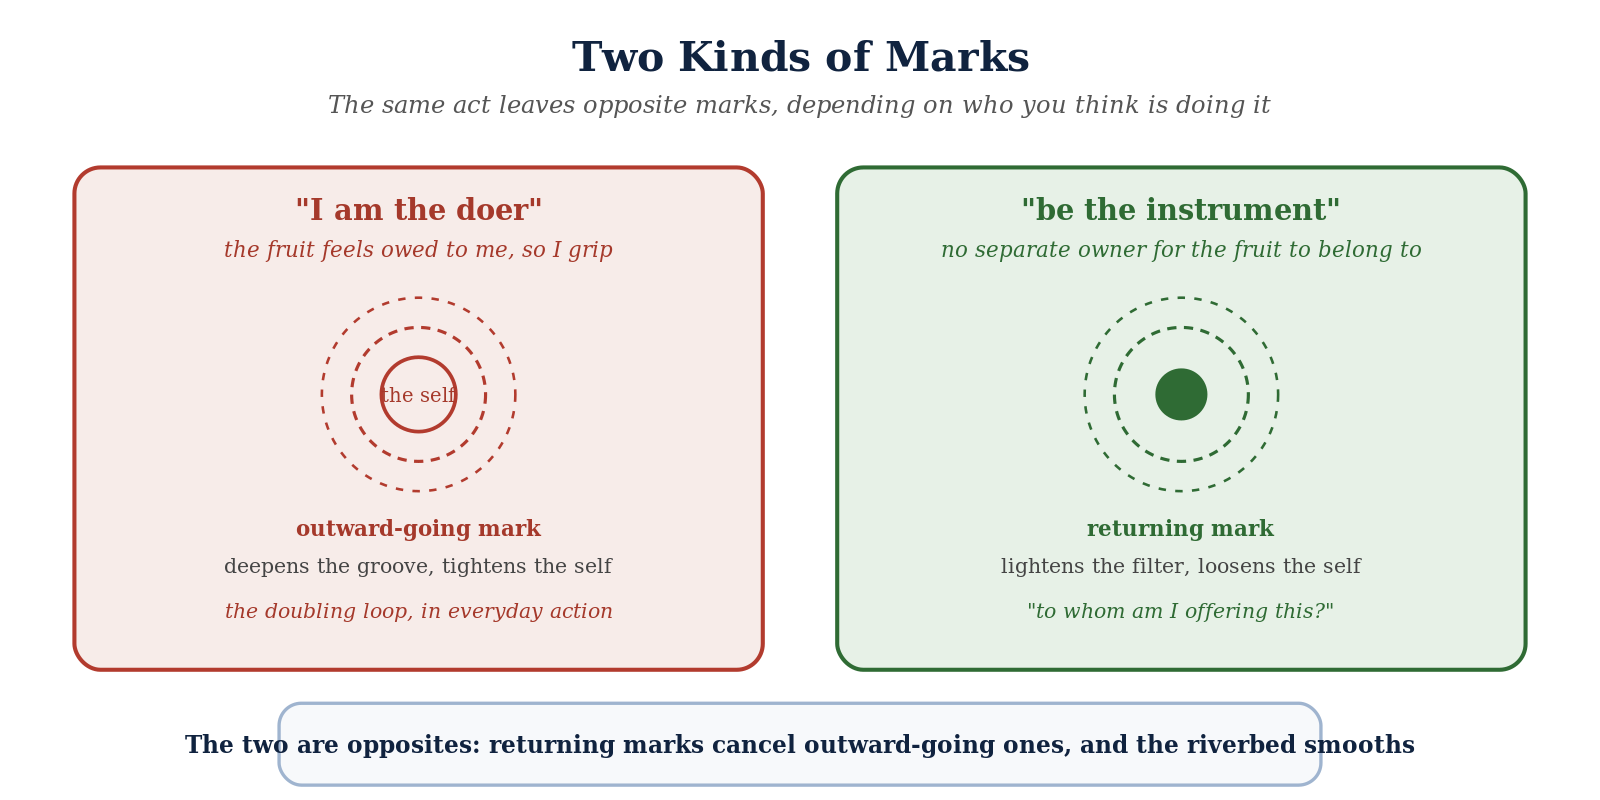 Two Kinds of Marks
The same act leaves opposite marks, depending on who you think is doing it
"I am the doer"
the fruit feels owed to me, so I grip
the self
outward-going mark
deepens the groove, tightens the self
the doubling loop, in everyday action
"be the instrument"
no separate owner for the fruit to belong to
returning mark
lightens the filter, loosens the self
"to whom am I offering this?"
The two are opposites: returning marks cancel outward-going ones, and the riverbed smooths